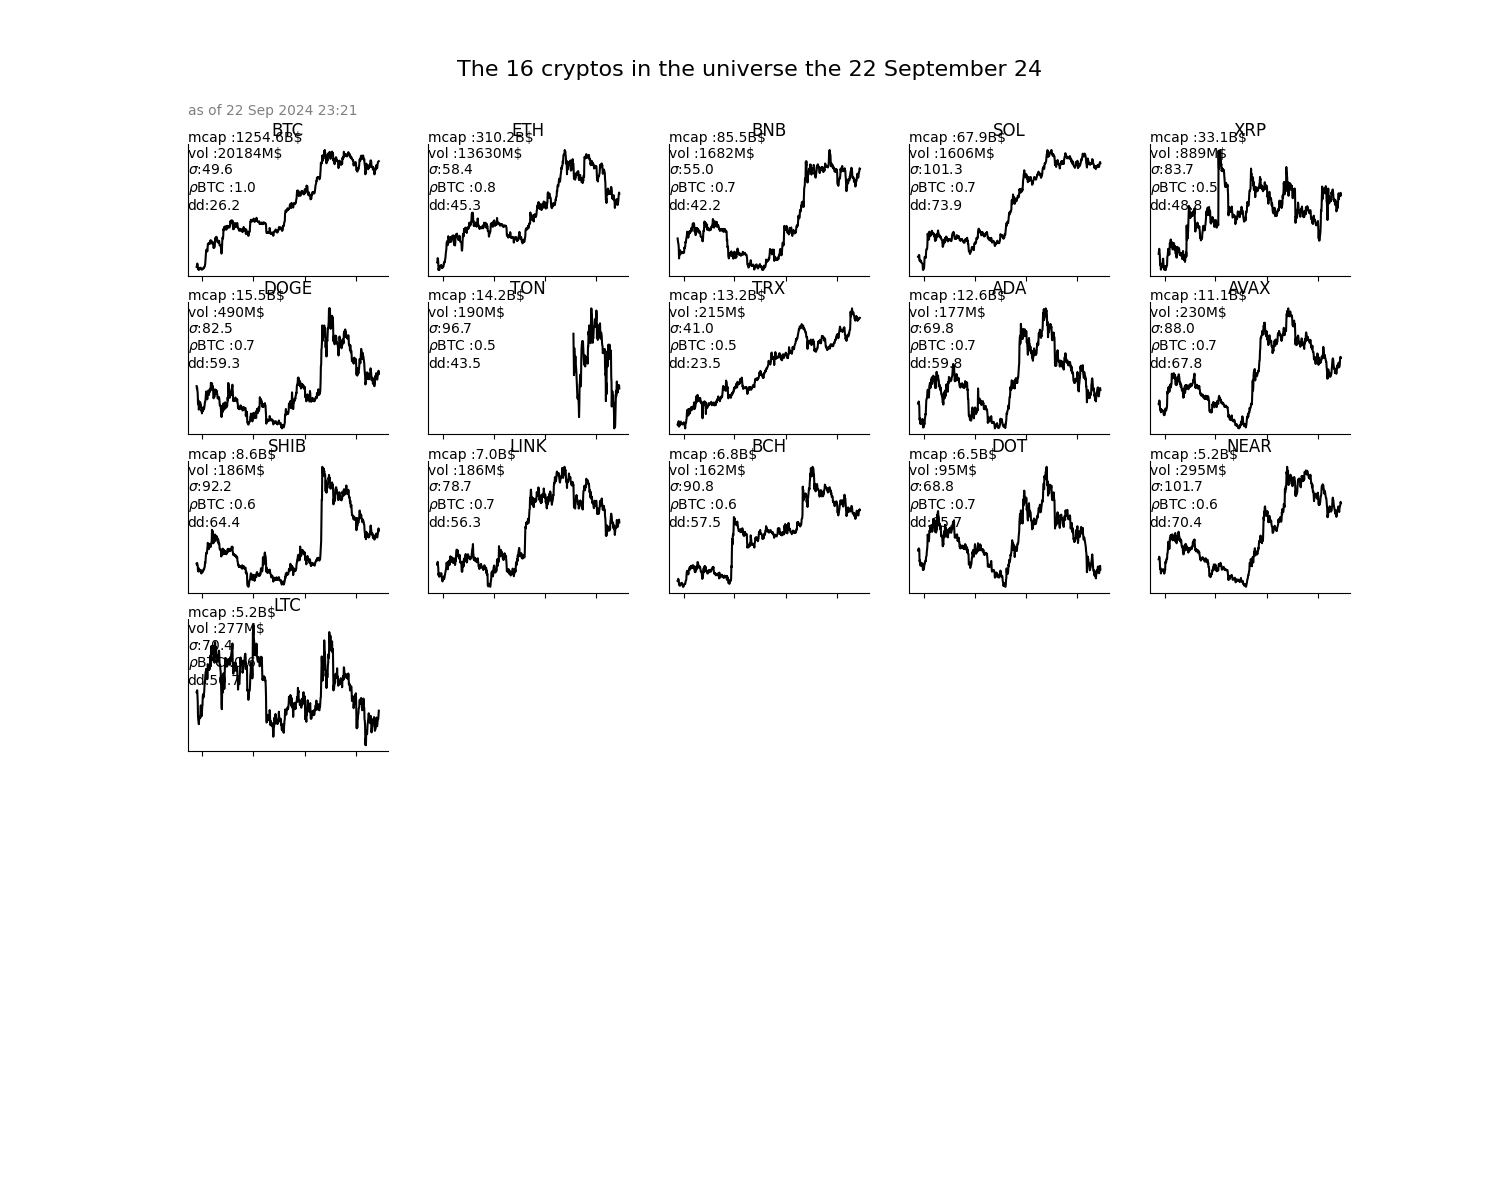 The 16 cryptos in the universe the 22 September 24
as of 22 Sep 2024 23:21
BTC
mcap :1254.6B$
vol :20184M$
σ:49.6
ρBTC :1.0
dd:26.2
ETH
mcap :310.2B$
vol :13630M$
σ:58.4
ρBTC :0.8
dd:45.3
BNB
mcap :85.5B$
vol :1682M$
σ:55.0
ρBTC :0.7
dd:42.2
SOL
mcap :67.9B$
vol :1606M$
σ:101.3
ρBTC :0.7
dd:73.9
XRP
mcap :33.1B$
vol :889M$
σ:83.7
ρBTC :0.5
dd:48.8
DOGE
mcap :15.5B$
vol :490M$
σ:82.5
ρBTC :0.7
dd:59.3
TON
mcap :14.2B$
vol :190M$
σ:96.7
ρBTC :0.5
dd:43.5
TRX
mcap :13.2B$
vol :215M$
σ:41.0
ρBTC :0.5
dd:23.5
ADA
mcap :12.6B$
vol :177M$
σ:69.8
ρBTC :0.7
dd:59.8
AVAX
mcap :11.1B$
vol :230M$
σ:88.0
ρBTC :0.7
dd:67.8
SHIB
mcap :8.6B$
vol :186M$
σ:92.2
ρBTC :0.6
dd:64.4
LINK
mcap :7.0B$
vol :186M$
σ:78.7
ρBTC :0.7
dd:56.3
BCH
mcap :6.8B$
vol :162M$
σ:90.8
ρBTC :0.6
dd:57.5
DOT
mcap :6.5B$
vol :95M$
σ:68.8
ρBTC :0.7
NEAR
mcap :5.2B$
vol :295M$
σ:101.7
ρBTC :0.6
dd:70.4
LTC
mcap :5.2B$
vol :277M$